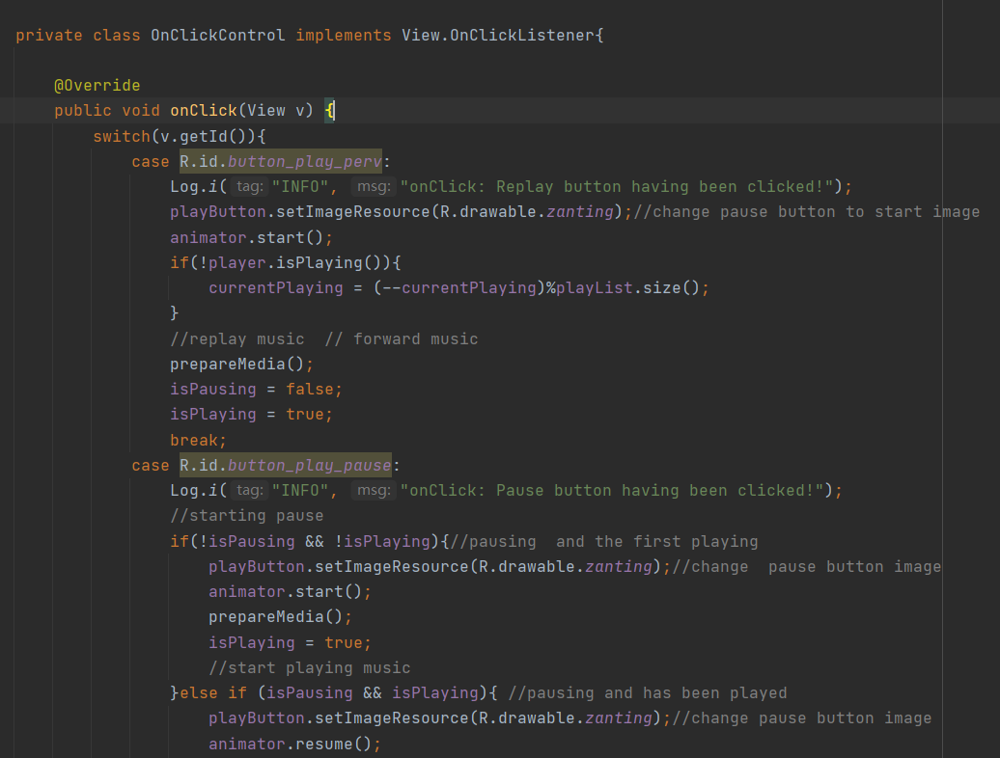 private class OnClickControl implements View.OnClickListener{
@Override
public void onClick(View v) {
switch(v.getId()){
case R.id.button_play_perv:
Log.i( tag: "INFO", msg: "onClick: Replay button having been clicked!");
playButton.setImageResource(R.drawable.zanting);//change pause button to start image
animator.start();
if(!player.isPlaying()){
currentPlaying = (--currentPlaying)%playList.size();
}
//replay music  // forward music
prepareMedia();
isPausing = false;
isPlaying = true;
break;
case R.id.button_play_pause:
Log.i( tag: "INFO", msg: "onClick: Pause button having been clicked!");
//starting pause
if(!isPausing && !isPlaying){//pausing  and the first playing
playButton.setImageResource(R.drawable.zanting);//change  pause button image
animator.start();
prepareMedia();
isPlaying = true;
//start playing music
}else if (isPausing && isPlaying){ //pausing and has been played
playButton.setImageResource(R.drawable.zanting);//change pause button image
animator.resume();